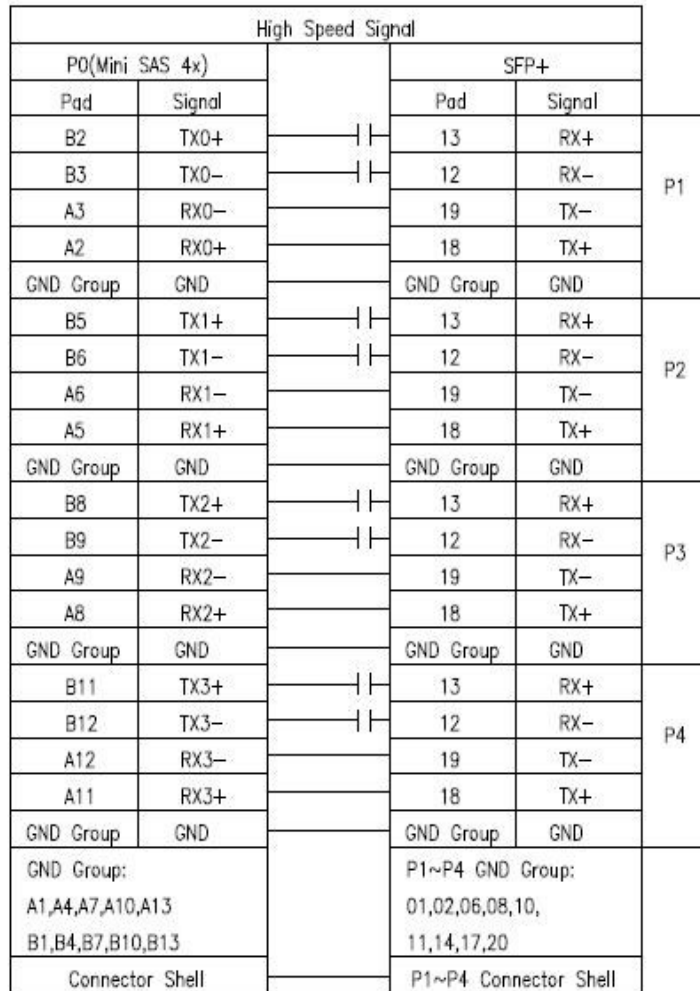 High Speed Signal
P0(Mini SAS 4x) SFP+
Pad Signal Pad Signal
B2 TX0+ 13 RX+
B3 TX0- 12 RX-
P1
A3 RX0- 19 TX-
A2 RX0+ 18 TX+
GND Group GND GND Group GND
B5 TX1+ 13 RX+
B6 TX1- 12 RX-
P2
A6 RX1- 19 TX-
A5 RX1+ 18 TX+
GND Group GND GND Group GND
B8 TX2+ 13 RX+
B9 TX2- 12 RX-
P3
A9 RX2- 19 TX-
A8 RX2+ 18 TX+
GND Group GND GND Group GND
B11 TX3+ 13 RX+
B12 TX3- 12 RX-
P4
A12 RX3- 19 TX-
A11 RX3+ 18 TX+
GND Group GND GND Group GND
GND Group: P1~P4 GND Group:
A1,A4,A7,A10,A13 01,02,06,08,10,
B1,B4,B7,B10,B13 11,14,17,20
Connector Shell P1~P4 Connector Shell